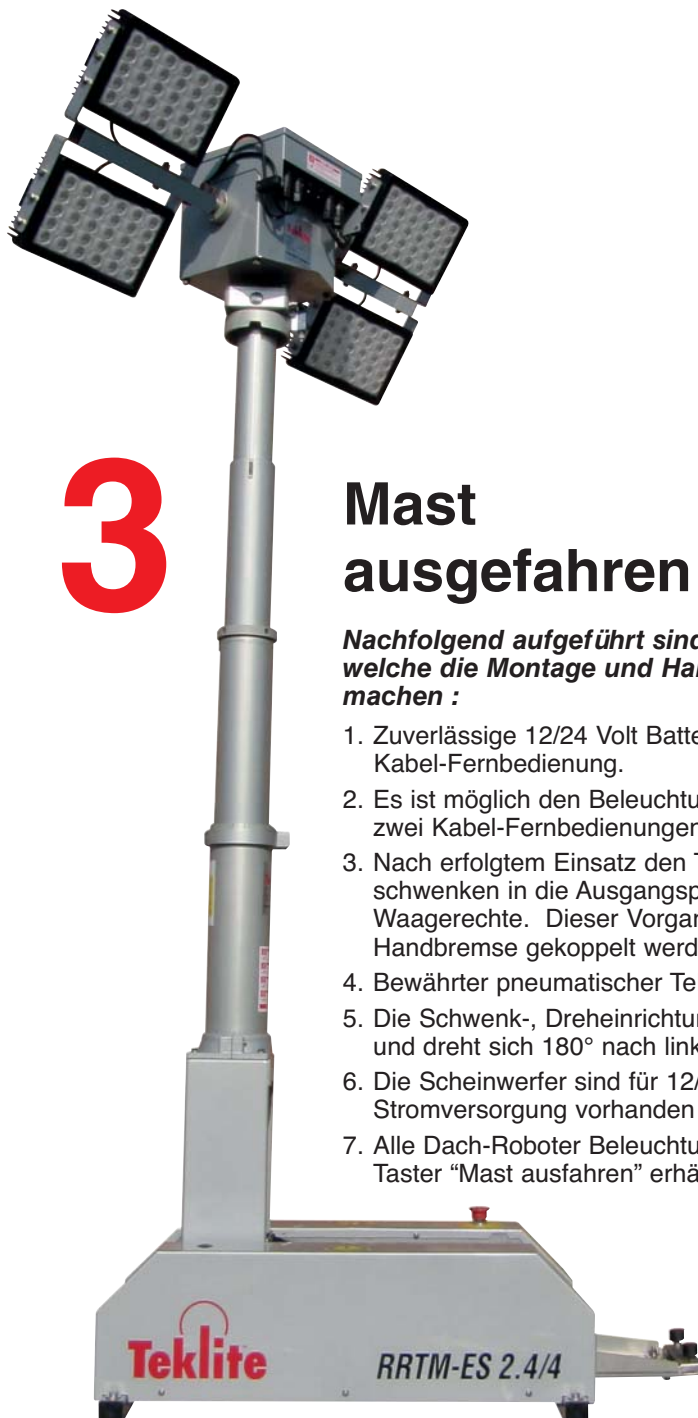 3
Mast
ausgefahren
Nachfolgend aufgeführt sind
welche die Montage und Ha
machen :
1. Zuverlässige 12/24 Volt Batte
Kabel-Fernbedienung.
2. Es ist möglich den Beleuchtu
zwei Kabel-Fernbedienungen
3. Nach erfolgtem Einsatz den T
schwenken in die Ausgangsp
Waagerechte. Dieser Vorgan
Handbremse gekoppelt werd
4. Bewährter pneumatischer Te
5. Die Schwenk-, Dreheinrichtu
und dreht sich 180° nach link
6. Die Scheinwerfer sind für 12/
Stromversorgung vorhanden
7. Alle Dach-Roboter Beleuchtu
Taster “Mast ausfahren” erhä
Teklite
RRTM-ES 2.4/4